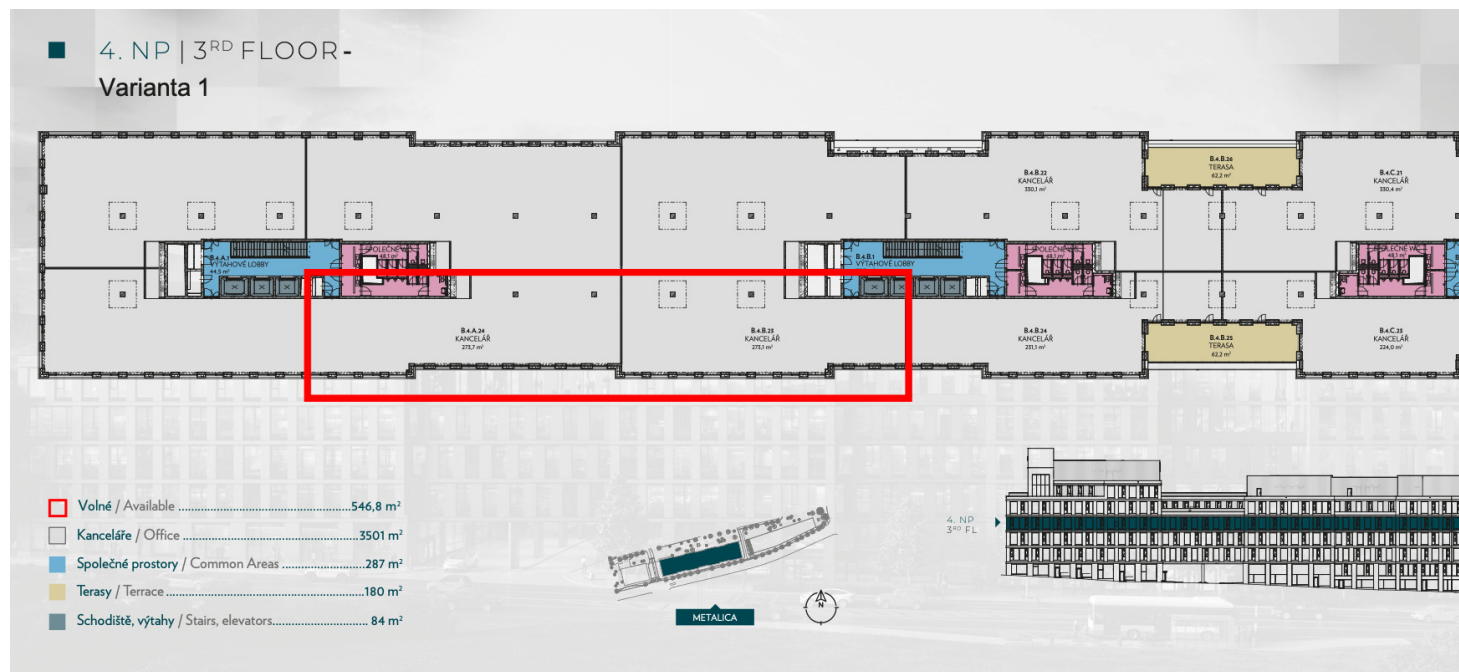 4. NP | 3RD FLOOR-
Varianta 1
B.4.B.26
TERASA
62,2 m²
B.4.B.22
KANCELÁŘ
330,1 m²
B.4.C.21
KANCELÁŘ
330,4 m²
B.4.A.1
VÝTAHOVÉ LOBBY
44,5 m²
SPOLEČNÉ WC
48,1 m²
B.4.B.1
VÝTAHOVÉ LOBBY
SPOLEČNÉ WC
48,1 m²
SPOLEČNÉ WC
48,1 m²
B.4.A.24
KANCELÁŘ
273,7 m²
B.4.B.23
KANCELÁŘ
273,1 m²
B.4.B.24
KANCELÁŘ
231,1 m²
B.4.B.25
TERASA
62,2 m²
B.4.C.23
KANCELÁŘ
224,0 m²
Volné / Available 546,8 m²
Kanceláře / Office 3501 m²
Společné prostory / Common Areas 287 m²
Terasy / Terrace 180 m²
Schodiště, výtahy / Stairs, elevators 84 m²
METALICA
N
4. NP
3RD FL